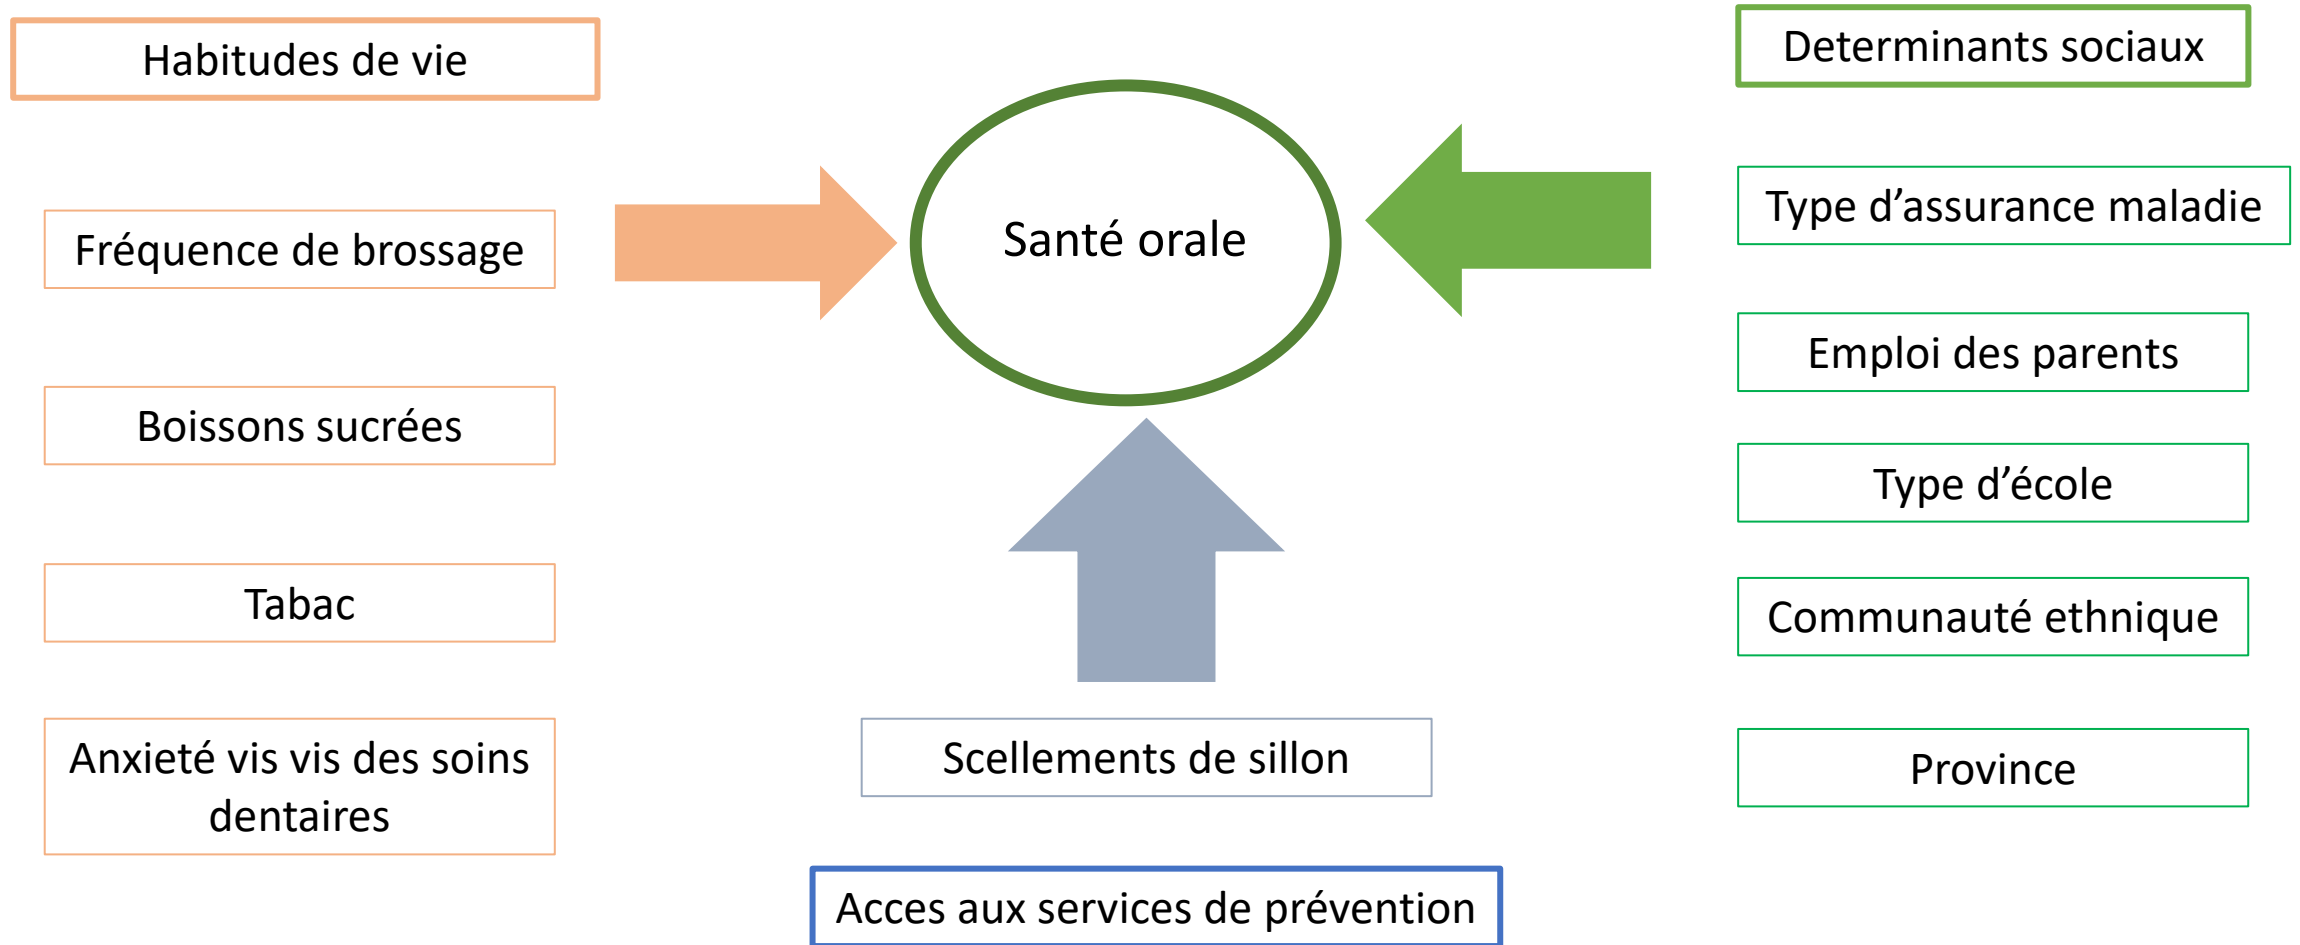 Habitudes de vie
Fréquence de brossage
Boissons sucrées
Tabac
Anxieté vis vis des soins
dentaires
Santé orale
Scellements de sillon
Acces aux services de prévention
Determinants sociaux
Type d’assurance maladie
Emploi des parents
Type d’école
Communauté ethnique
Province